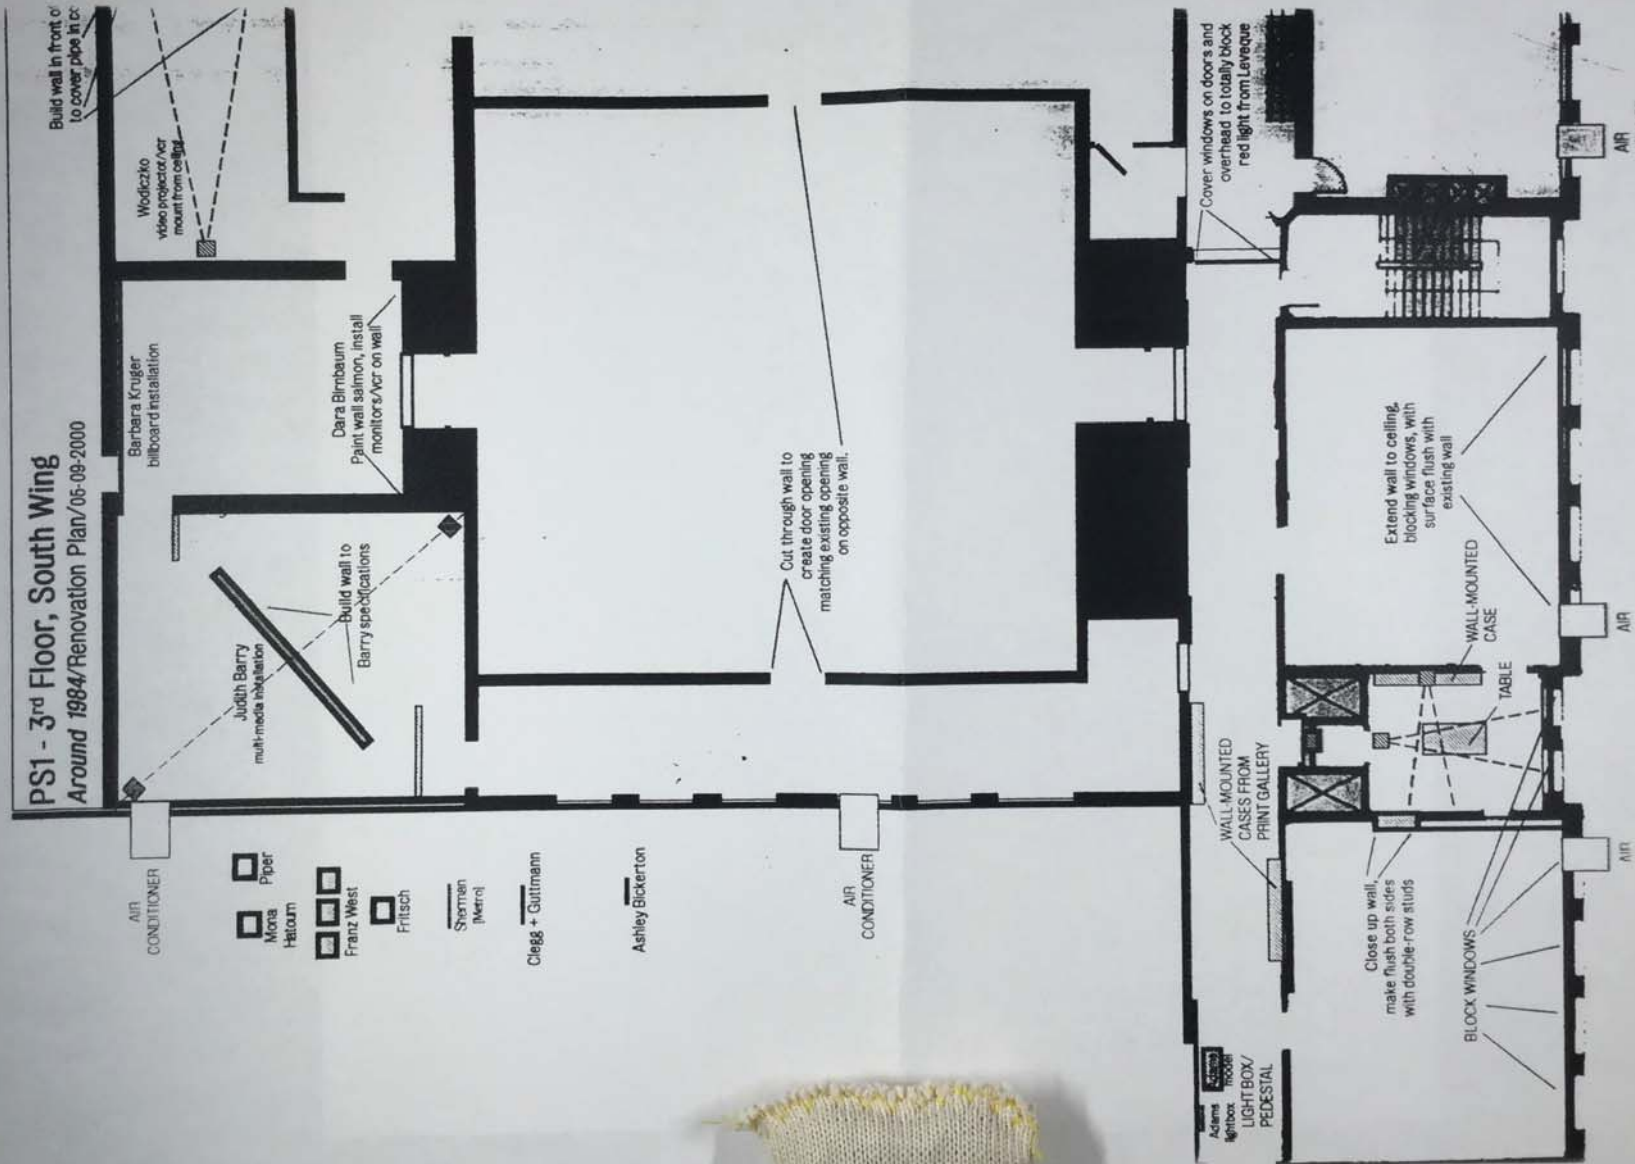 PS1 - 3rd Floor, South Wing
Around 1984/Renovation Plan/05-09-2000
Build wall in front o
to cover pipe in c
Wodiczko
video projector/vcr
mount from ceiling
Barbara Kruger
billboard installation
Dara Birnbaum
Paint wall salmon, install
monitors/vcr on wall
Judith Barry
multi-media installation
Build wall to
Barry specifications
AIR
CONDITIONER
Mona
Hatoum
Piper
Franz West
Fritsch
Sherman
[Metro]
Clegg + Guttmann
Ashley Bickerton
AIR
CONDITIONER
Cut through wall to
create door opening
matching existing opening
on opposite wall.
Cover windows on doors and
overhead to totally block
red light from Leveque
WALL-MOUNTED
CASES FROM
PRINT GALLERY
Adams
lightbox
Adams
model
LIGHT BOX/
PEDESTAL
Extend wall to ceiling,
blocking windows, with
surface flush with
existing wall
WALL-MOUNTED
CASE
TABLE
Close up wall,
make flush both sides
with double-row studs
BLOCK WINDOWS
AIR
AIR
AIR